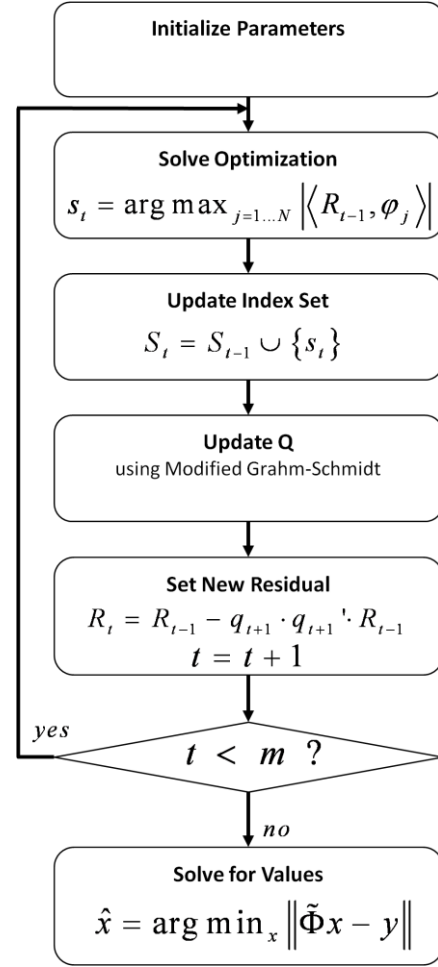 Initialize Parameters
Solve Optimization
s_t = arg max_{j=1...N} |⟨R_{t-1}, φ_j⟩|
Update Index Set
S_t = S_{t-1} ∪ {s_t}
Update Q
using Modified Grahm-Schmidt
Set New Residual
R_t = R_{t-1} − q_{t+1} · q_{t+1} '· R_{t-1}
t = t + 1
yes
t < m ?
no
Solve for Values
x̂ = arg min_x ‖Φ̃x − y‖